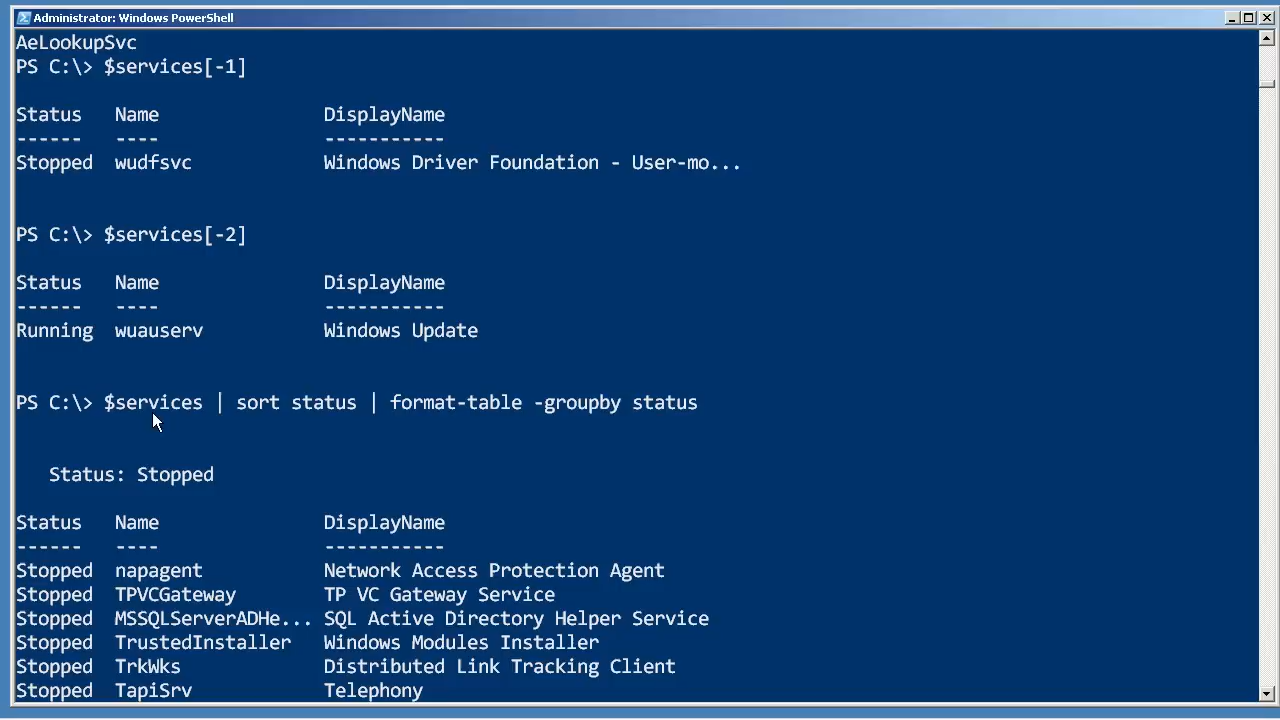 Administrator: Windows PowerShell
AeLookupSvc
PS C:\> $services[-1]
Status Name DisplayName
------ ---- -----------
Stopped wudfsvc Windows Driver Foundation - User-mo...
PS C:\> $services[-2]
Status Name DisplayName
------ ---- -----------
Running wuauserv Windows Update
PS C:\> $services | sort status | format-table -groupby status
Status: Stopped
Status Name DisplayName
------ ---- -----------
Stopped napagent Network Access Protection Agent
Stopped TPVCGateway TP VC Gateway Service
Stopped MSSQLServerADHe... SQL Active Directory Helper Service
Stopped TrustedInstaller Windows Modules Installer
Stopped TrkWks Distributed Link Tracking Client
Stopped TapiSrv Telephony